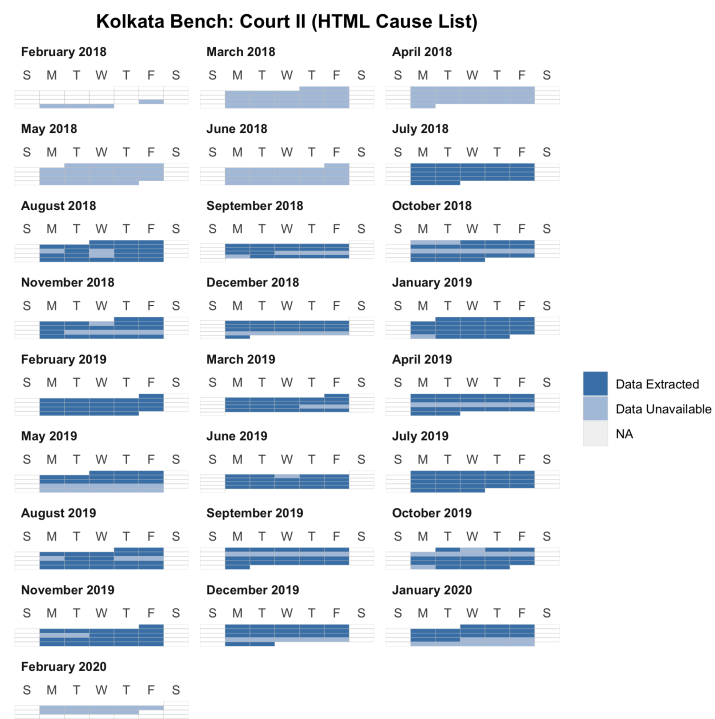 Kolkata Bench: Court II (HTML Cause List)
February 2018 March 2018 April 2018
S M T W T F S S M T W T F S S M T W T F S
May 2018 June 2018 July 2018
S M T W T F S S M T W T F S S M T W T F S
August 2018 September 2018 October 2018
S M T W T F S S M T W T F S S M T W T F S
November 2018 December 2018 January 2019
S M T W T F S S M T W T F S S M T W T F S
February 2019 March 2019 April 2019
S M T W T F S S M T W T F S S M T W T F S
May 2019 June 2019 July 2019
S M T W T F S S M T W T F S S M T W T F S
August 2019 September 2019 October 2019
S M T W T F S S M T W T F S S M T W T F S
November 2019 December 2019 January 2020
S M T W T F S S M T W T F S S M T W T F S
February 2020
S M T W T F S
Data Extracted
Data Unavailable
NA